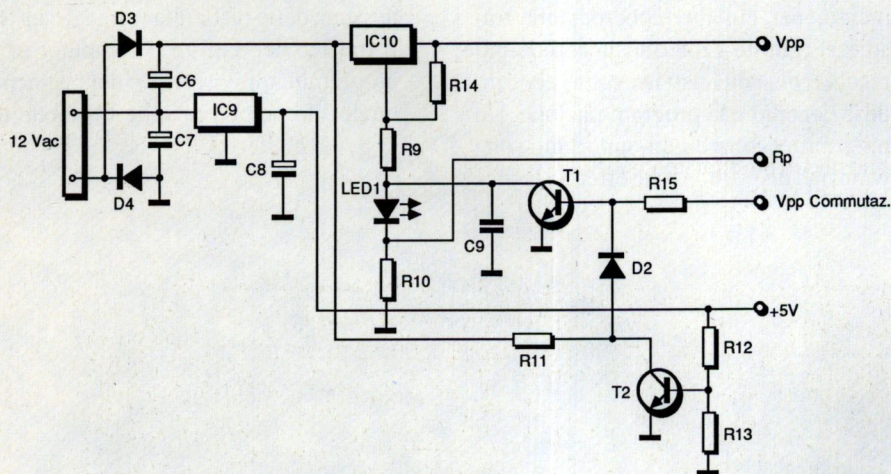 D3
IC10
Vpp
C6
R14
IC9
12 Vac
C7
R9
Rp
D4
C8
LED1
T1
R15
Vpp Commutaz.
C9
D2
R10
+5V
R11
R12
T2
R13